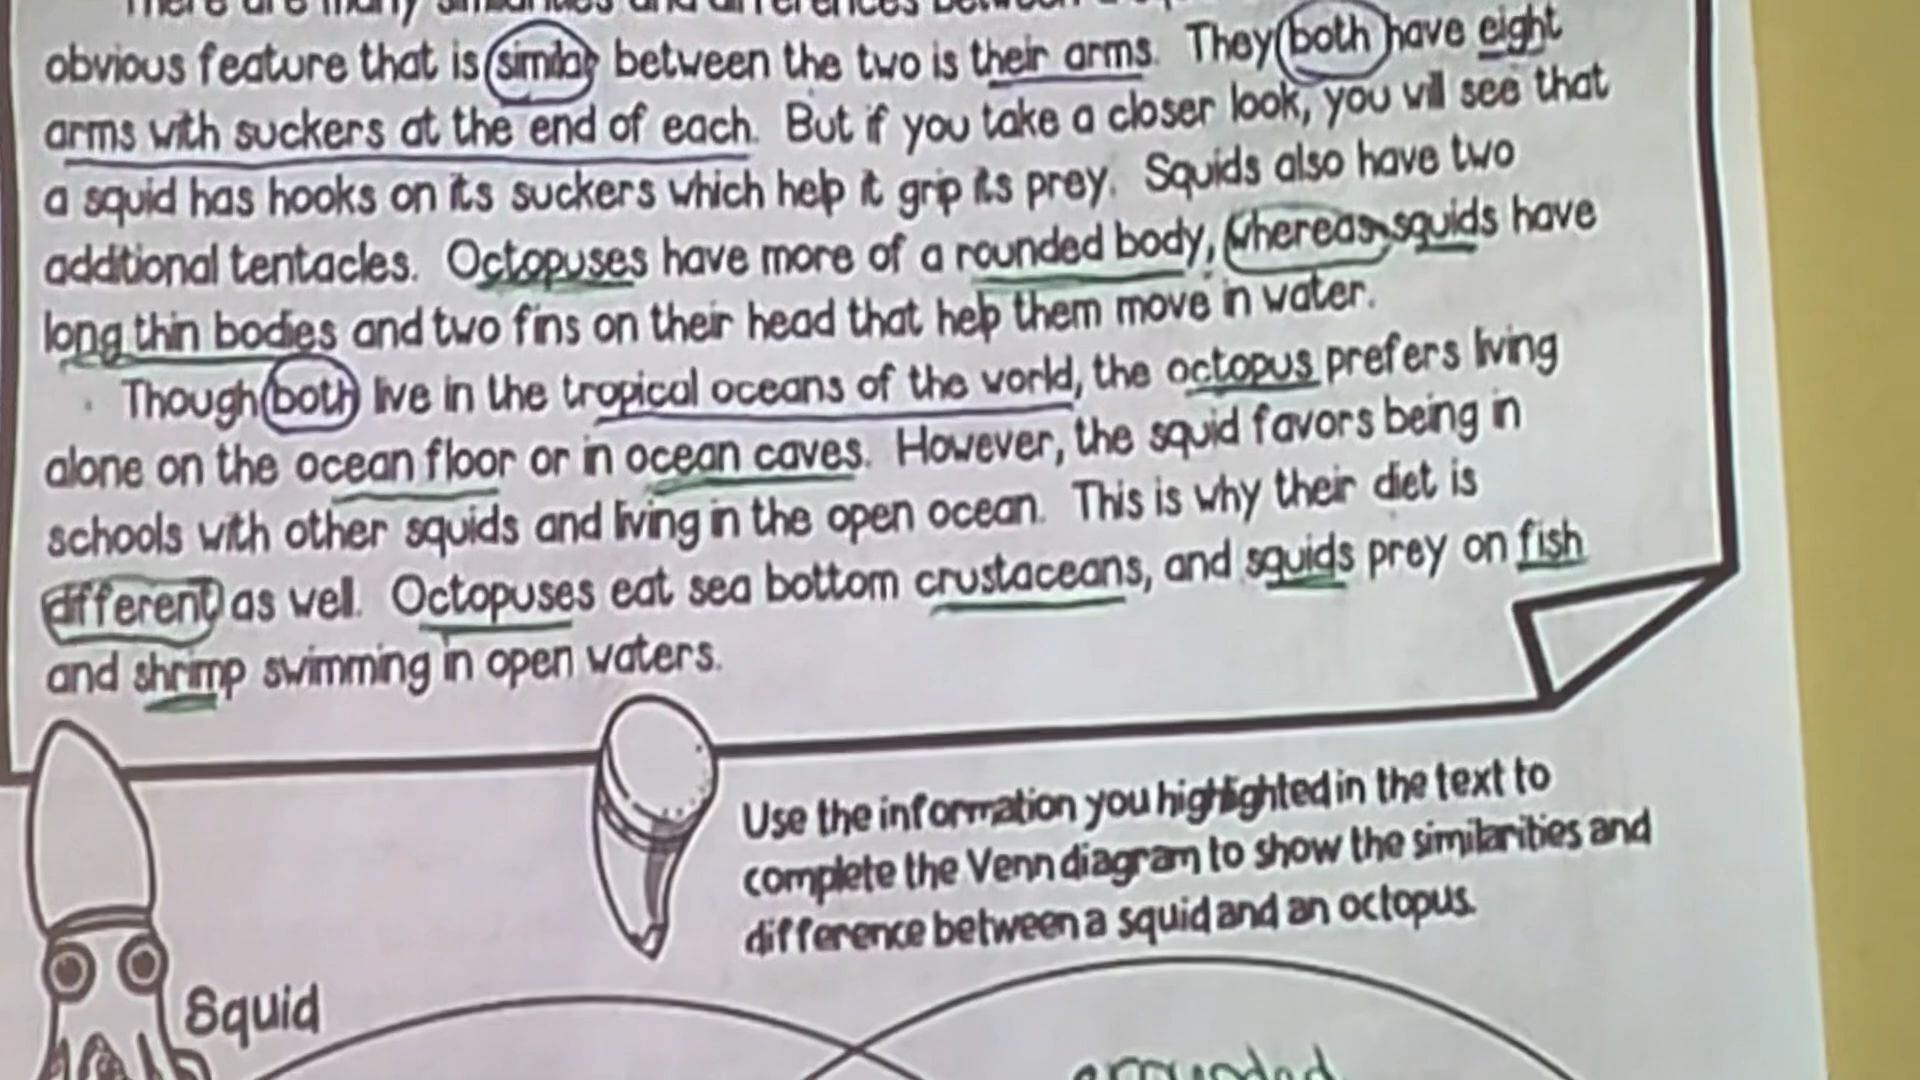 There are many similarities and differences between a
obvious feature that is similar between the two is their arms. They both have eight
arms with suckers at the end of each. But if you take a closer look, you will see that
a squid has hooks on its suckers which help it grip its prey. Squids also have two
additional tentacles. Octopuses have more of a rounded body, whereas squids have
long thin bodies and two fins on their head that help them move in water.
Though both live in the tropical oceans of the world, the octopus prefers living
alone on the ocean floor or in ocean caves. However, the squid favors being in
schools with other squids and living in the open ocean. This is why their diet is
different as well. Octopuses eat sea bottom crustaceans, and squids prey on fish
and shrimp swimming in open waters.
Use the information you highlighted in the text to
complete the Venn diagram to show the similarities and
difference between a squid and an octopus.
Squid